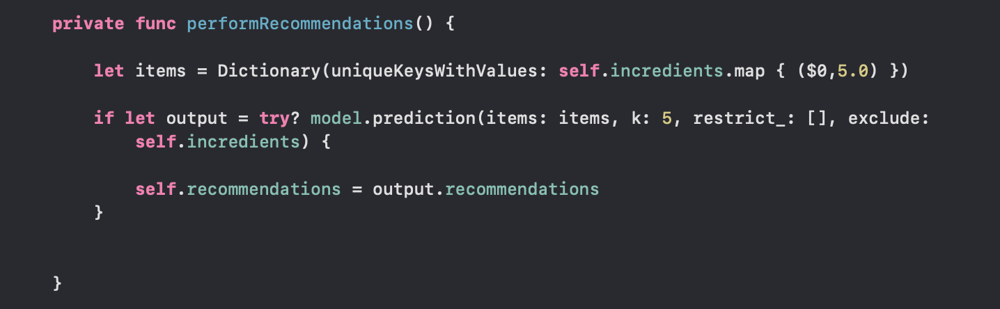 private func performRecommendations() {
let items = Dictionary(uniqueKeysWithValues: self.incredients.map { ($0,5.0) })
if let output = try? model.prediction(items: items, k: 5, restrict_: [], exclude:
self.incredients) {
self.recommendations = output.recommendations
}
}